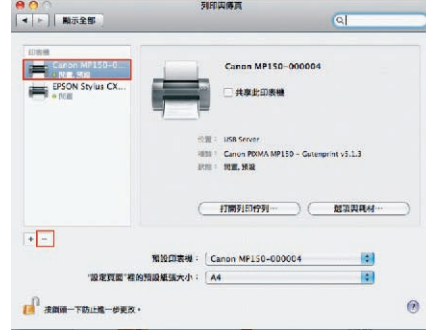 列印與傳真
顯示全部
印表機
Canon MP150-0...
閒置, 預設
EPSON Stylus CX...
閒置
Canon MP150-000004
共享此印表機
位置： USB Server
種類： Canon PIXMA MP150 - Gutenprint v5.1.3
狀態： 閒置, 預設
打開列印佇列…
選項與耗材…
+ -
預設印表機： Canon MP150-000004
"設定頁面"裡的預設紙張大小： A4
按鎖頭一下防止進一步更改。
?